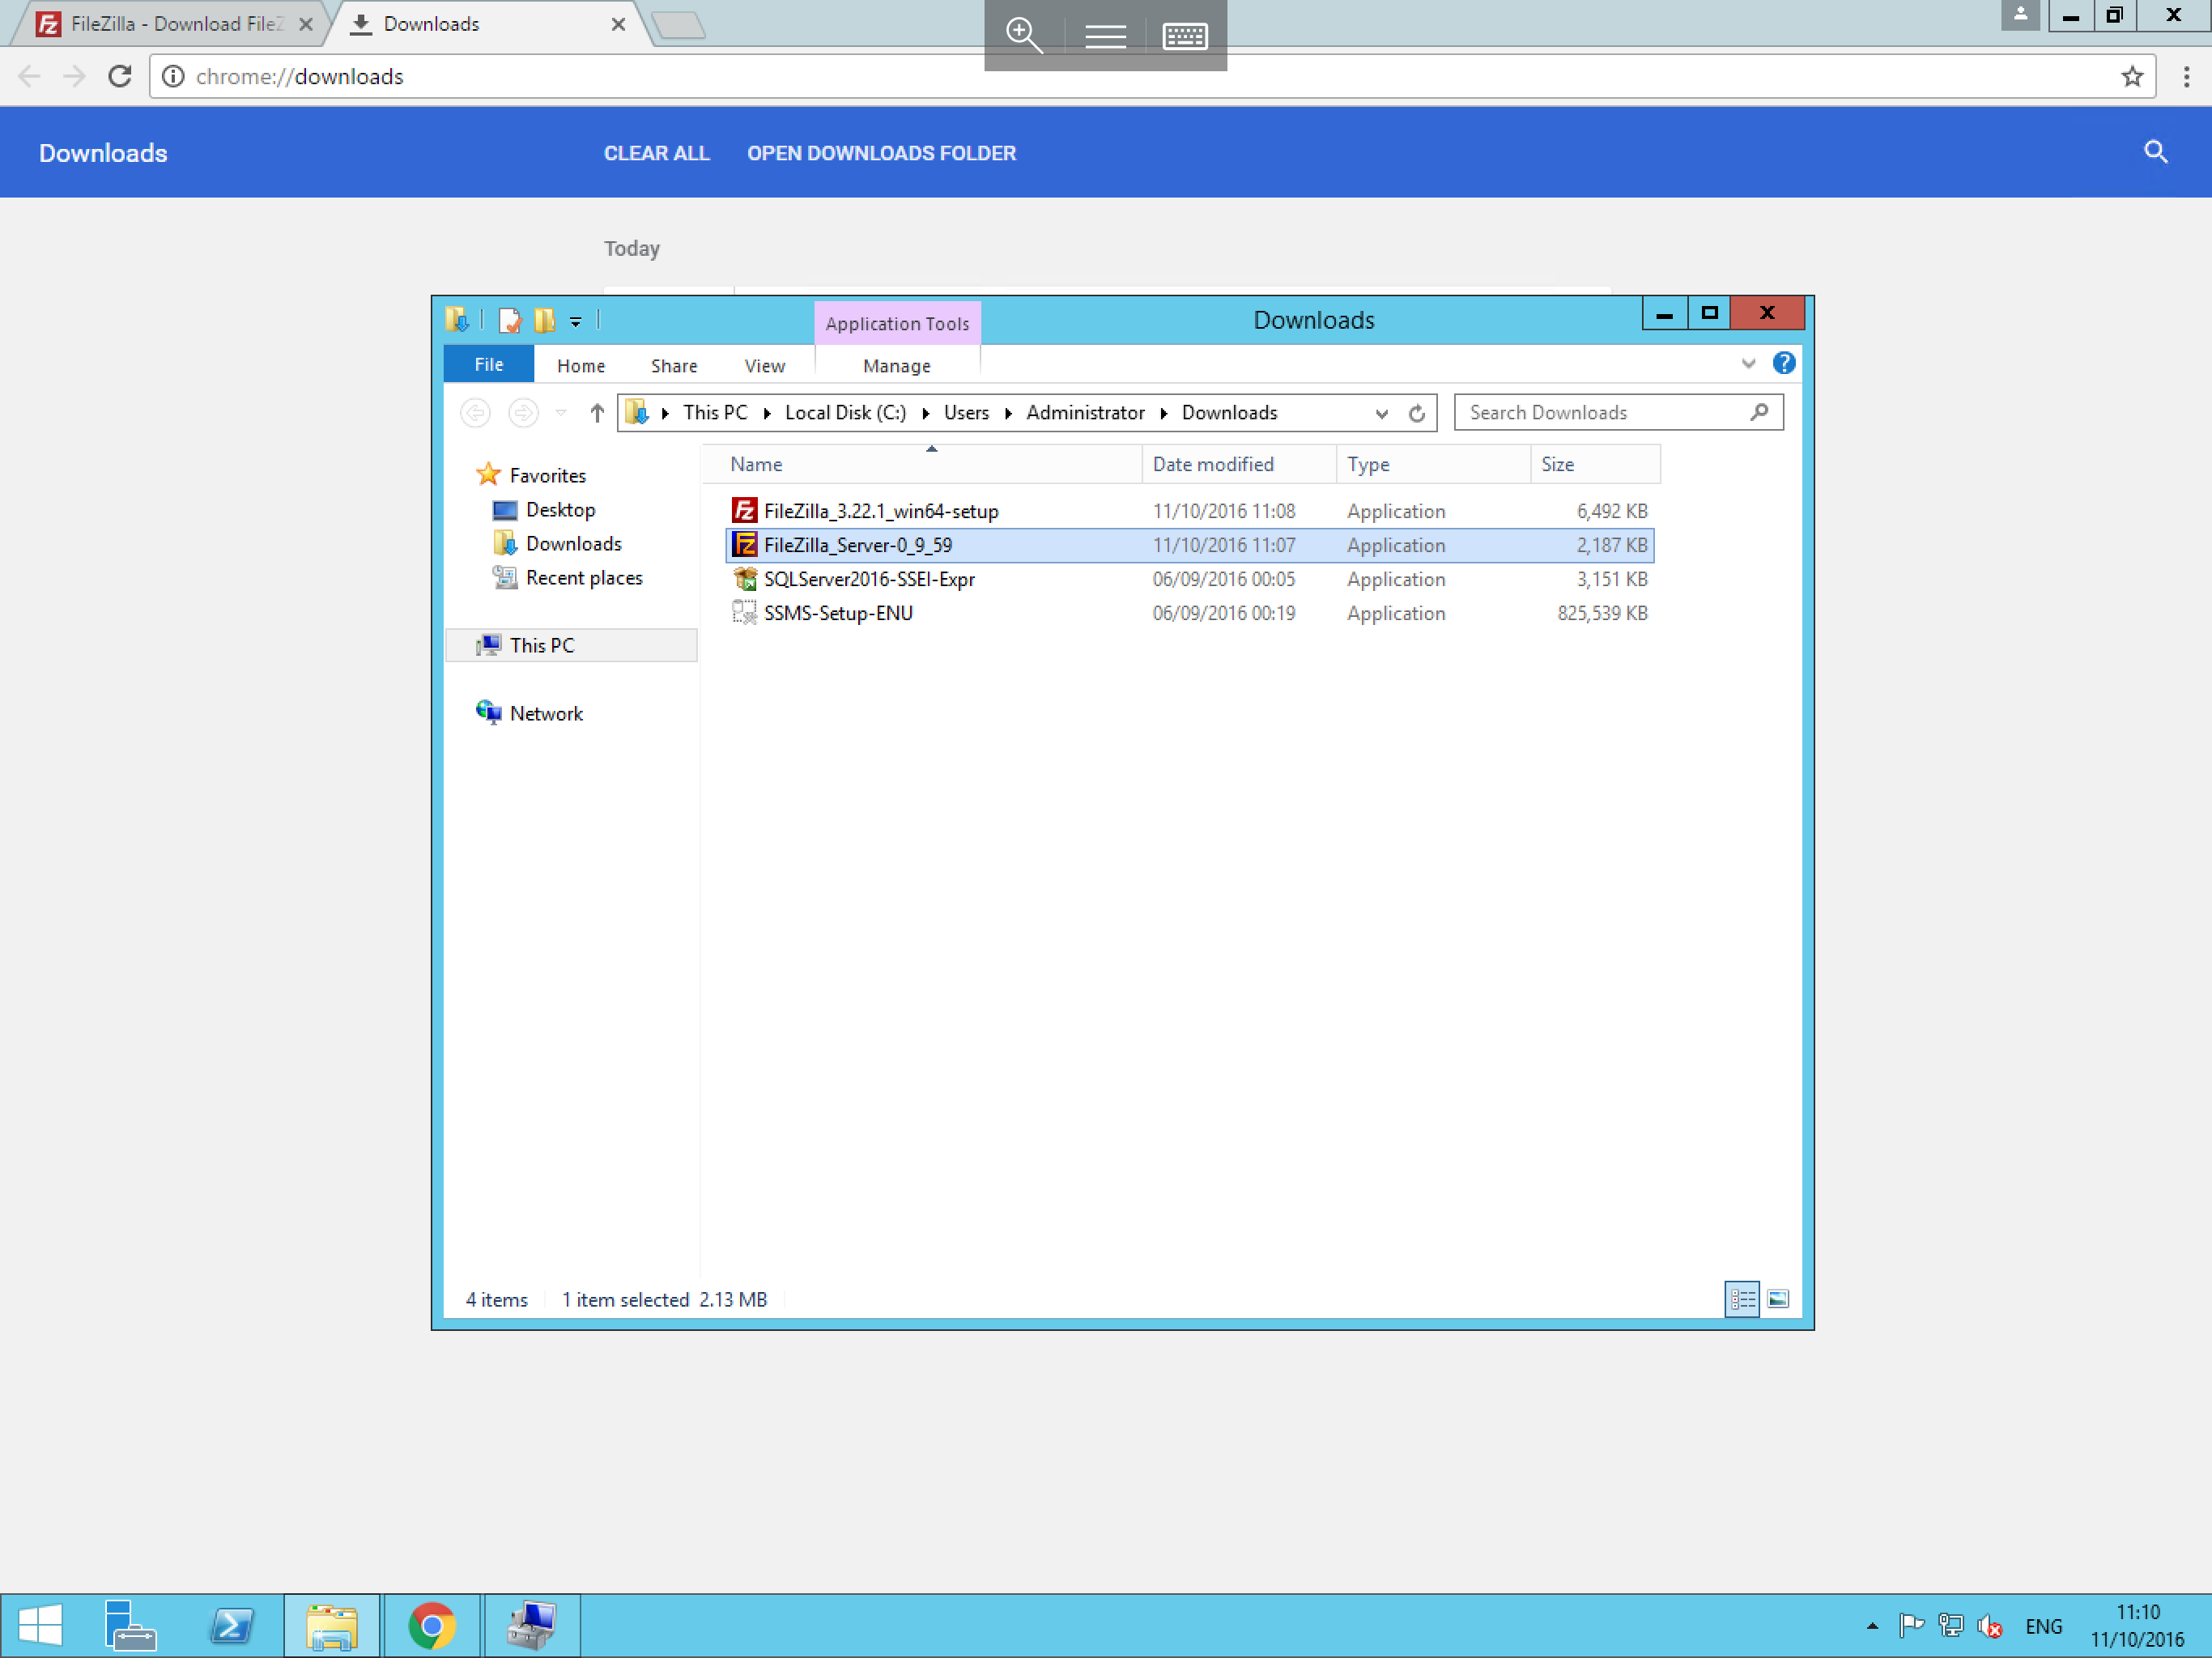 FileZilla - Download FileZ
Downloads
chrome://downloads
Downloads
CLEAR ALL
OPEN DOWNLOADS FOLDER
Today
Application Tools
Downloads
File
Home
Share
View
Manage
This PC
Local Disk (C:)
Users
Administrator
Downloads
Search Downloads
Favorites
Desktop
Downloads
Recent places
This PC
Network
Name Date modified Type Size
FileZilla_3.22.1_win64-setup 11/10/2016 11:08 Application 6,492 KB
FileZilla_Server-0_9_59 11/10/2016 11:07 Application 2,187 KB
SQLServer2016-SSEI-Expr 06/09/2016 00:05 Application 3,151 KB
SSMS-Setup-ENU 06/09/2016 00:19 Application 825,539 KB
4 items 1 item selected 2.13 MB
ENG
11:10
11/10/2016